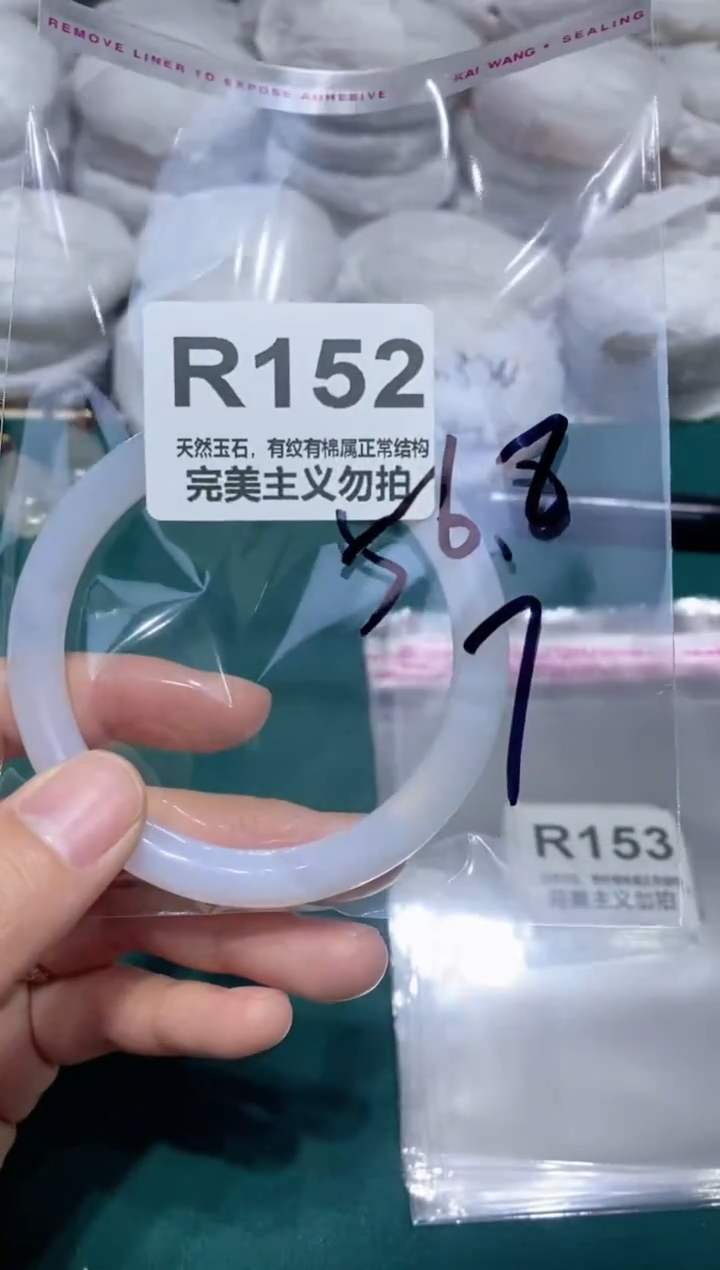 REMOVE LINER TO EXPOSE ADHESIVE
KAI WANG • SEALING
R152
天然玉石，有纹有棉属正常结构
完美主义勿拍
56.8
7
R153
完美主义勿拍